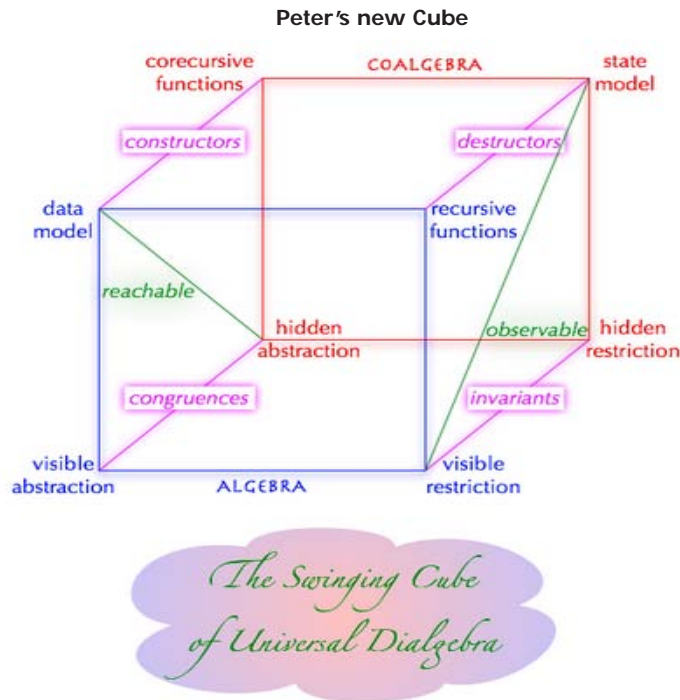 Peter's new Cube
corecursive
functions
COALGEBRA
state
model
constructors
destructors
data
model
recursive
functions
reachable
hidden
abstraction
observable
hidden
restriction
congruences
invariants
visible
abstraction
ALGEBRA
visible
restriction
The Swinging Cube
of Universal Dialgebra